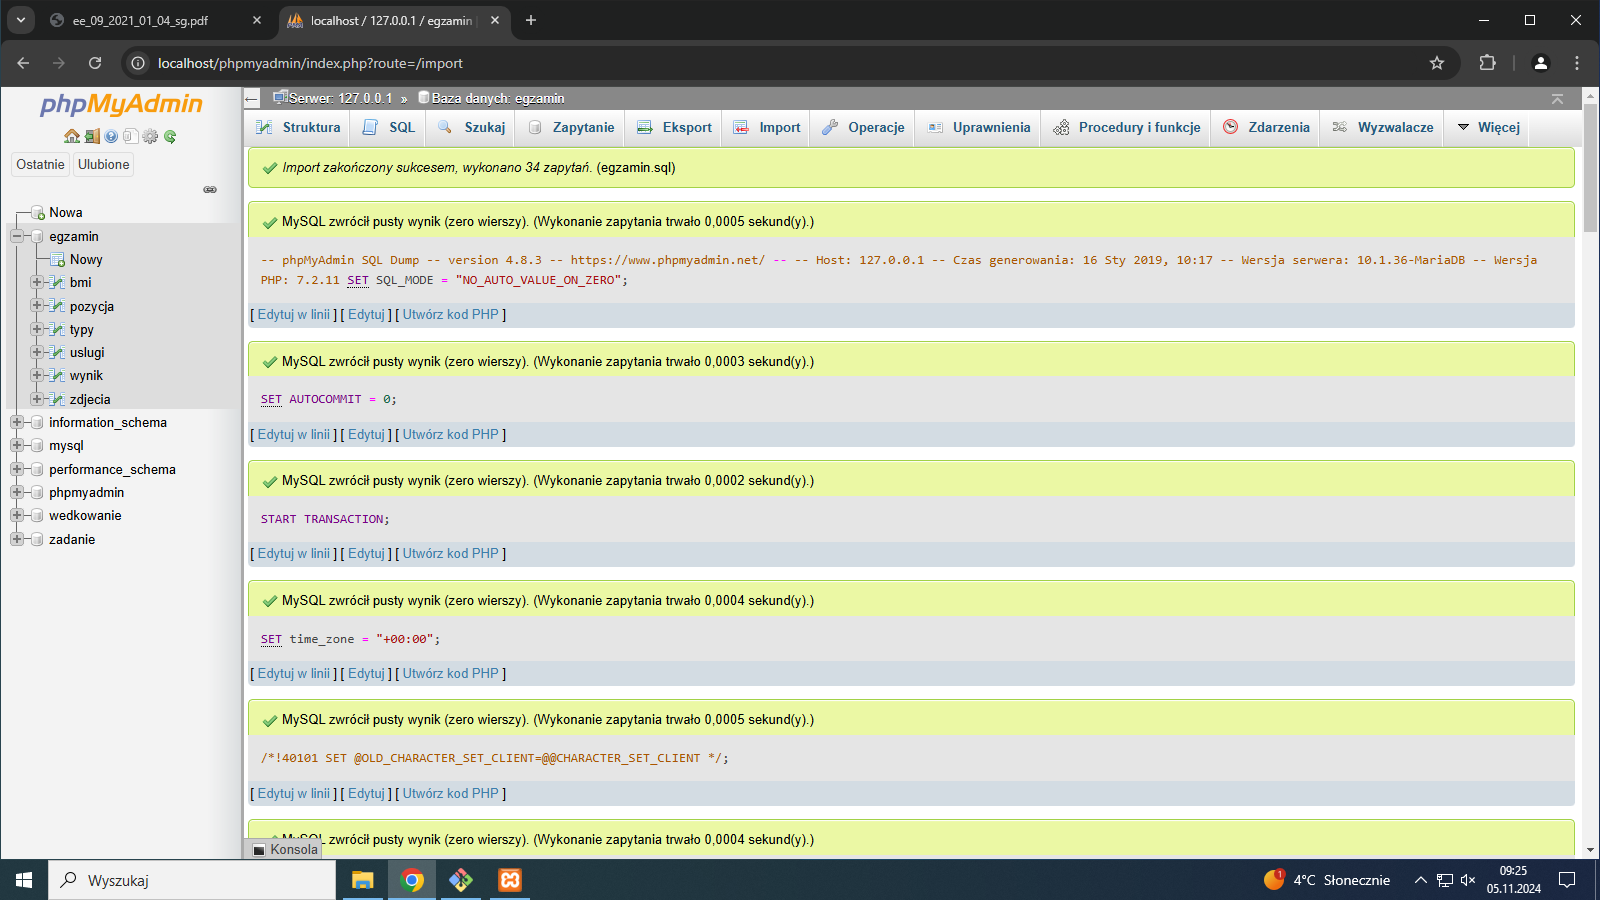 ee_09_2021_01_04_sg.pdf
localhost / 127.0.0.1 / egzamin
localhost/phpmyadmin/index.php?route=/import
phpMyAdmin
Ostatnie
Ulubione
Nowa
egzamin
Nowy
bmi
pozycja
typy
uslugi
wynik
zdjecia
information_schema
mysql
performance_schema
phpmyadmin
wedkowanie
zadanie
Serwer: 127.0.0.1 » Baza danych: egzamin
Struktura SQL Szukaj Zapytanie Eksport Import Operacje Uprawnienia Procedury i funkcje Zdarzenia Wyzwalacze Więcej
Import zakończony sukcesem, wykonano 34 zapytań. (egzamin.sql)
MySQL zwrócił pusty wynik (zero wierszy). (Wykonanie zapytania trwało 0,0005 sekund(y).)
-- phpMyAdmin SQL Dump -- version 4.8.3 -- https://www.phpmyadmin.net/ -- -- Host: 127.0.0.1 -- Czas generowania: 16 Sty 2019, 10:17 -- Wersja serwera: 10.1.36-MariaDB -- Wersja
PHP: 7.2.11 SET SQL_MODE = "NO_AUTO_VALUE_ON_ZERO";
[ Edytuj w linii ] [ Edytuj ] [ Utwórz kod PHP ]
MySQL zwrócił pusty wynik (zero wierszy). (Wykonanie zapytania trwało 0,0003 sekund(y).)
SET AUTOCOMMIT = 0;
[ Edytuj w linii ] [ Edytuj ] [ Utwórz kod PHP ]
MySQL zwrócił pusty wynik (zero wierszy). (Wykonanie zapytania trwało 0,0002 sekund(y).)
START TRANSACTION;
[ Edytuj w linii ] [ Edytuj ] [ Utwórz kod PHP ]
MySQL zwrócił pusty wynik (zero wierszy). (Wykonanie zapytania trwało 0,0004 sekund(y).)
SET time_zone = "+00:00";
[ Edytuj w linii ] [ Edytuj ] [ Utwórz kod PHP ]
MySQL zwrócił pusty wynik (zero wierszy). (Wykonanie zapytania trwało 0,0005 sekund(y).)
/*!40101 SET @OLD_CHARACTER_SET_CLIENT=@@CHARACTER_SET_CLIENT */;
[ Edytuj w linii ] [ Edytuj ] [ Utwórz kod PHP ]
MySQL zwrócił pusty wynik (zero wierszy). (Wykonanie zapytania trwało 0,0004 sekund(y).)
Konsola
Wyszukaj
1
4°C Słonecznie
09:25
05.11.2024